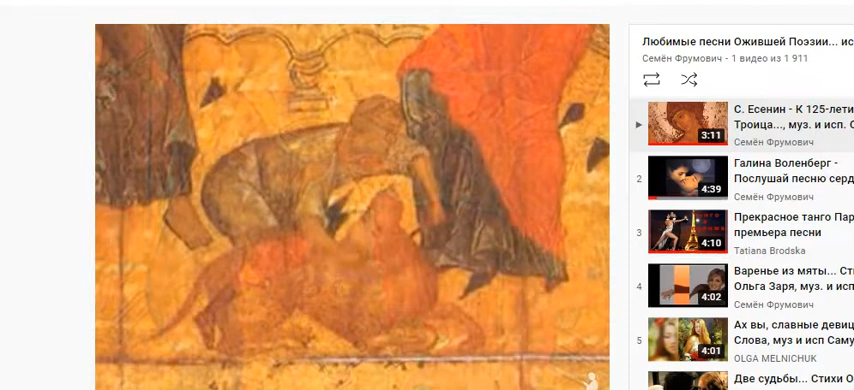 Любимые песни Ожившей Поэзии... ис
Семён Фрумович - 1 видео из 1 911
3:11
С. Есенин - К 125-лети
Троица..., муз. и исп. С
Семён Фрумович
2
4:39
Галина Воленберг -
Послушай песню серд
Семён Фрумович
3
4:10
Прекрасное танго Пар
премьера песни
Tatiana Brodska
4
4:02
Варенье из мяты... Ст
Ольга Заря, муз. и исп
Семён Фрумович
5
4:01
Ах вы, славные девиц
Слова, муз и исп Саму
OLGA MELNICHUK
Две судьбы... Стихи О